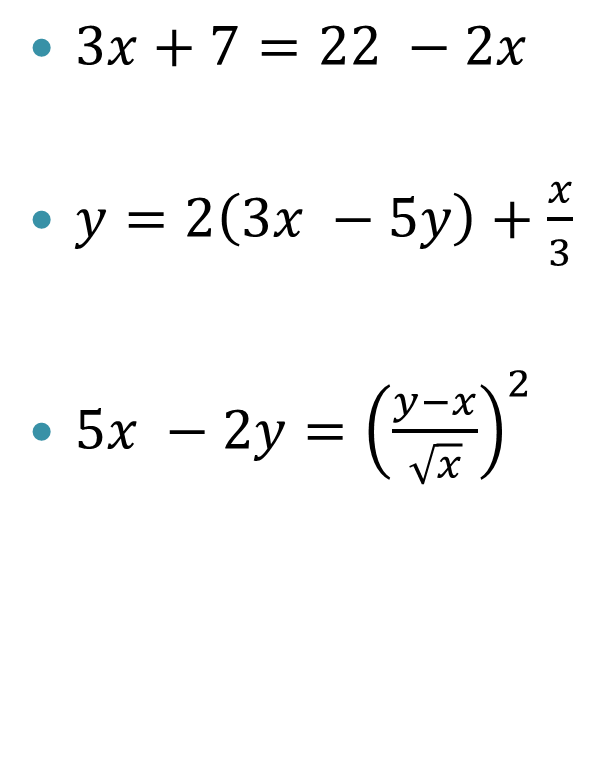 • 3x + 7 = 22 − 2x
• y = 2(3x − 5y) + x/3
• 5x − 2y = ((y−x)/√x)²